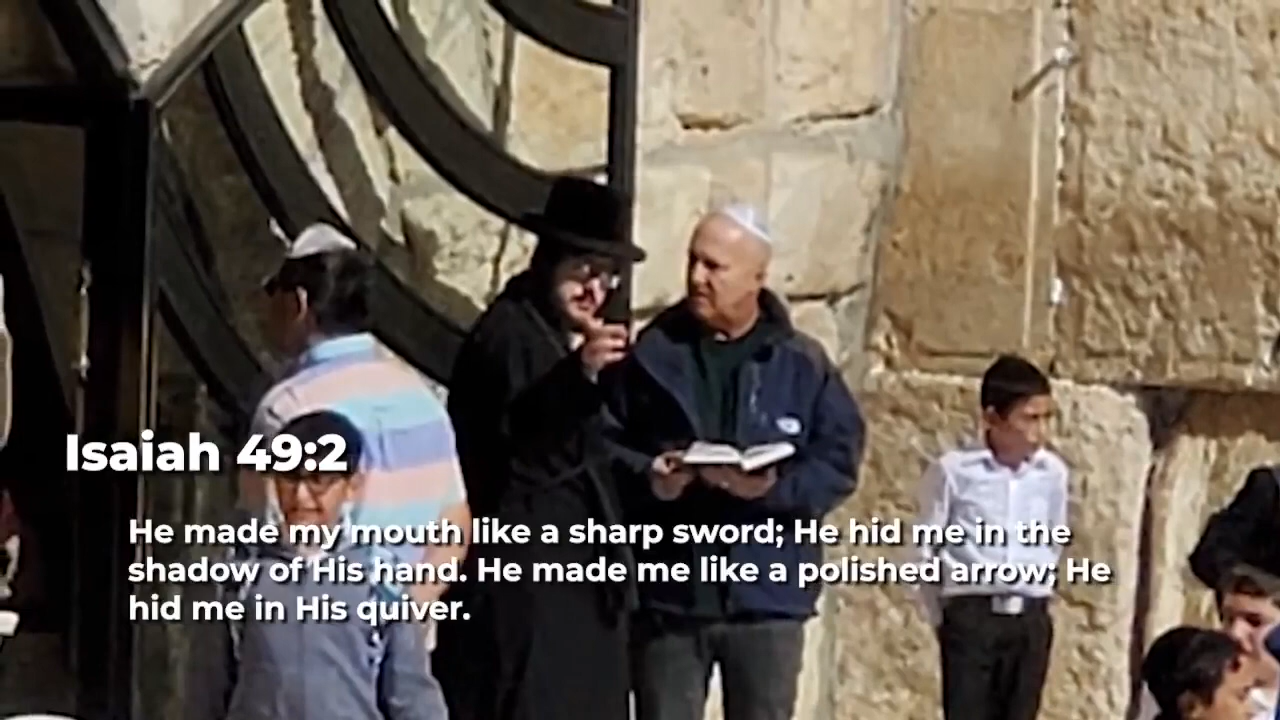 Isaiah 49:2
He made my mouth like a sharp sword; He hid me in the
shadow of His hand. He made me like a polished arrow; He
hid me in His quiver.